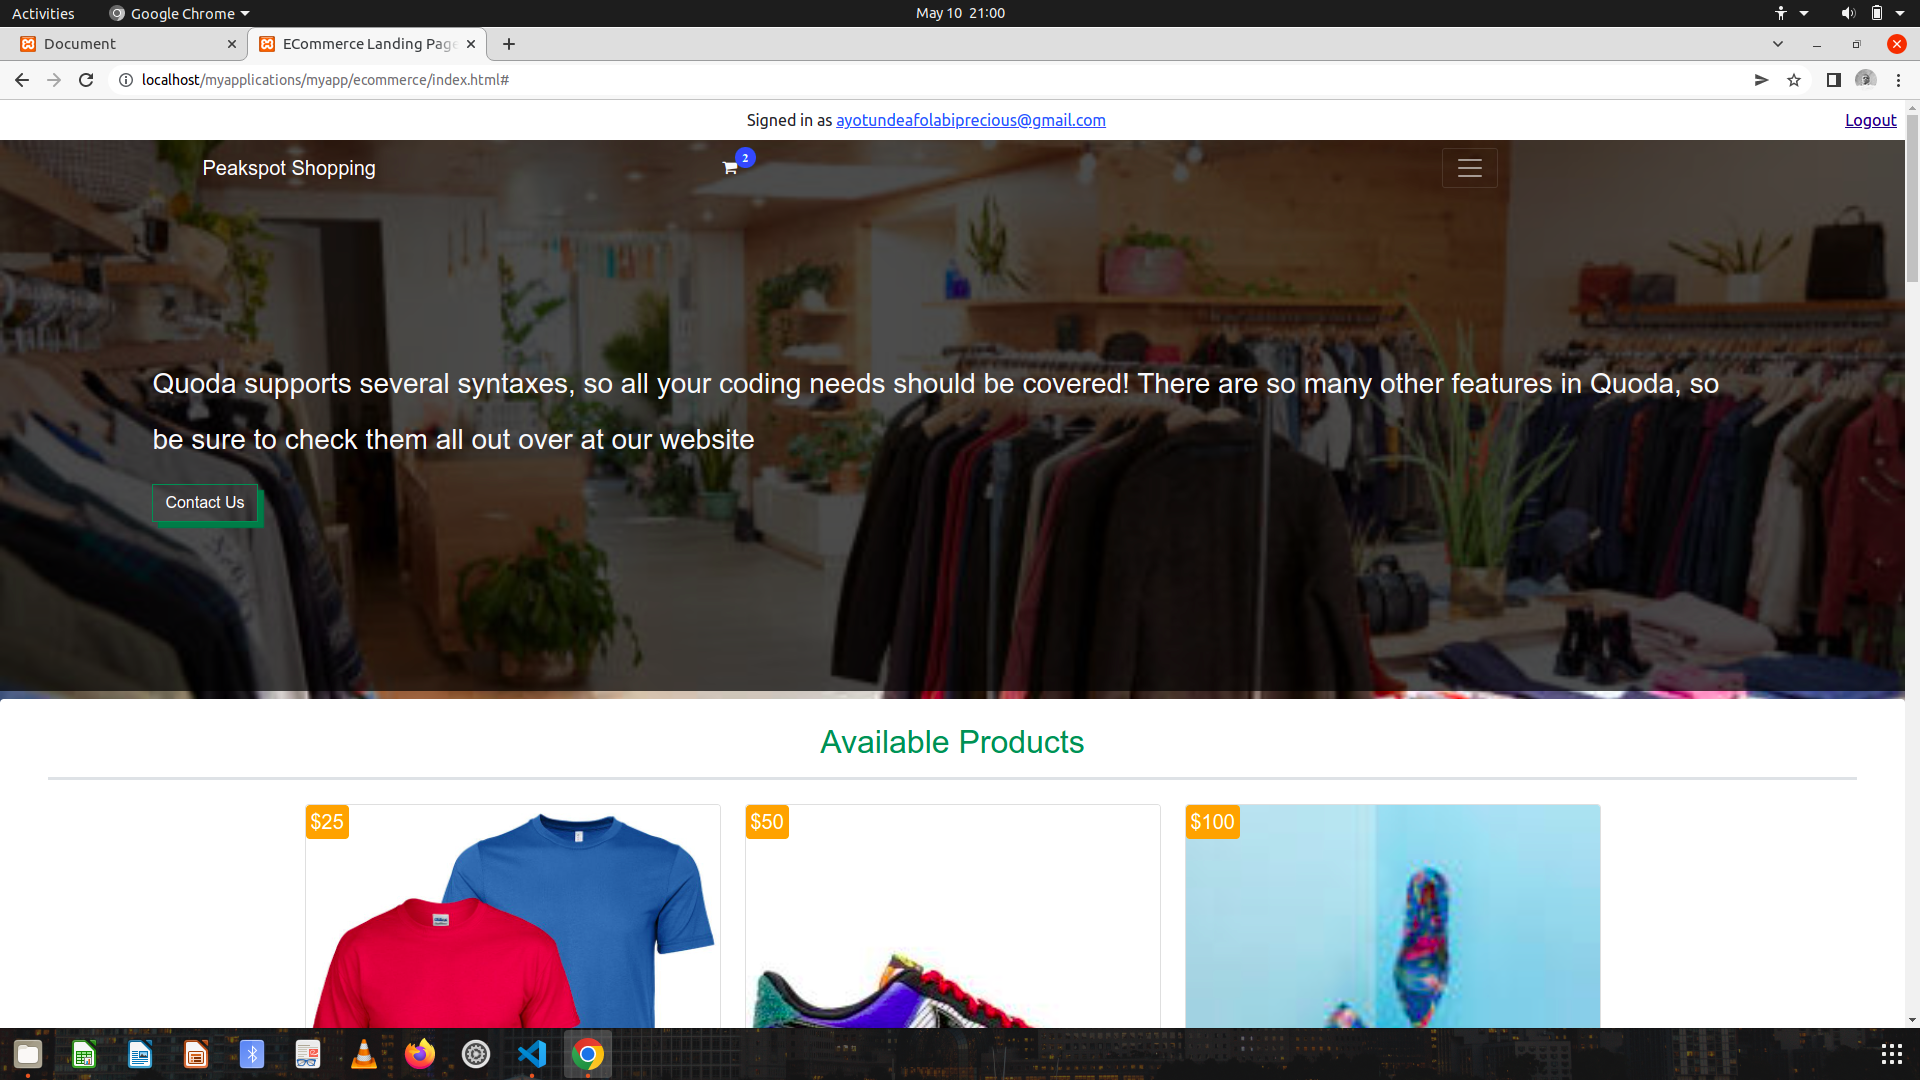 Activities
Google Chrome
May 10 21:00
Document
ECommerce Landing Page
localhost/myapplications/myapp/ecommerce/index.html#
Signed in as ayotundeafolabiprecious@gmail.com
Logout
Peakspot Shopping
2
Quoda supports several syntaxes, so all your coding needs should be covered! There are so many other features in Quoda, so
be sure to check them all out over at our website
Contact Us
Available Products
$25
$50
$100